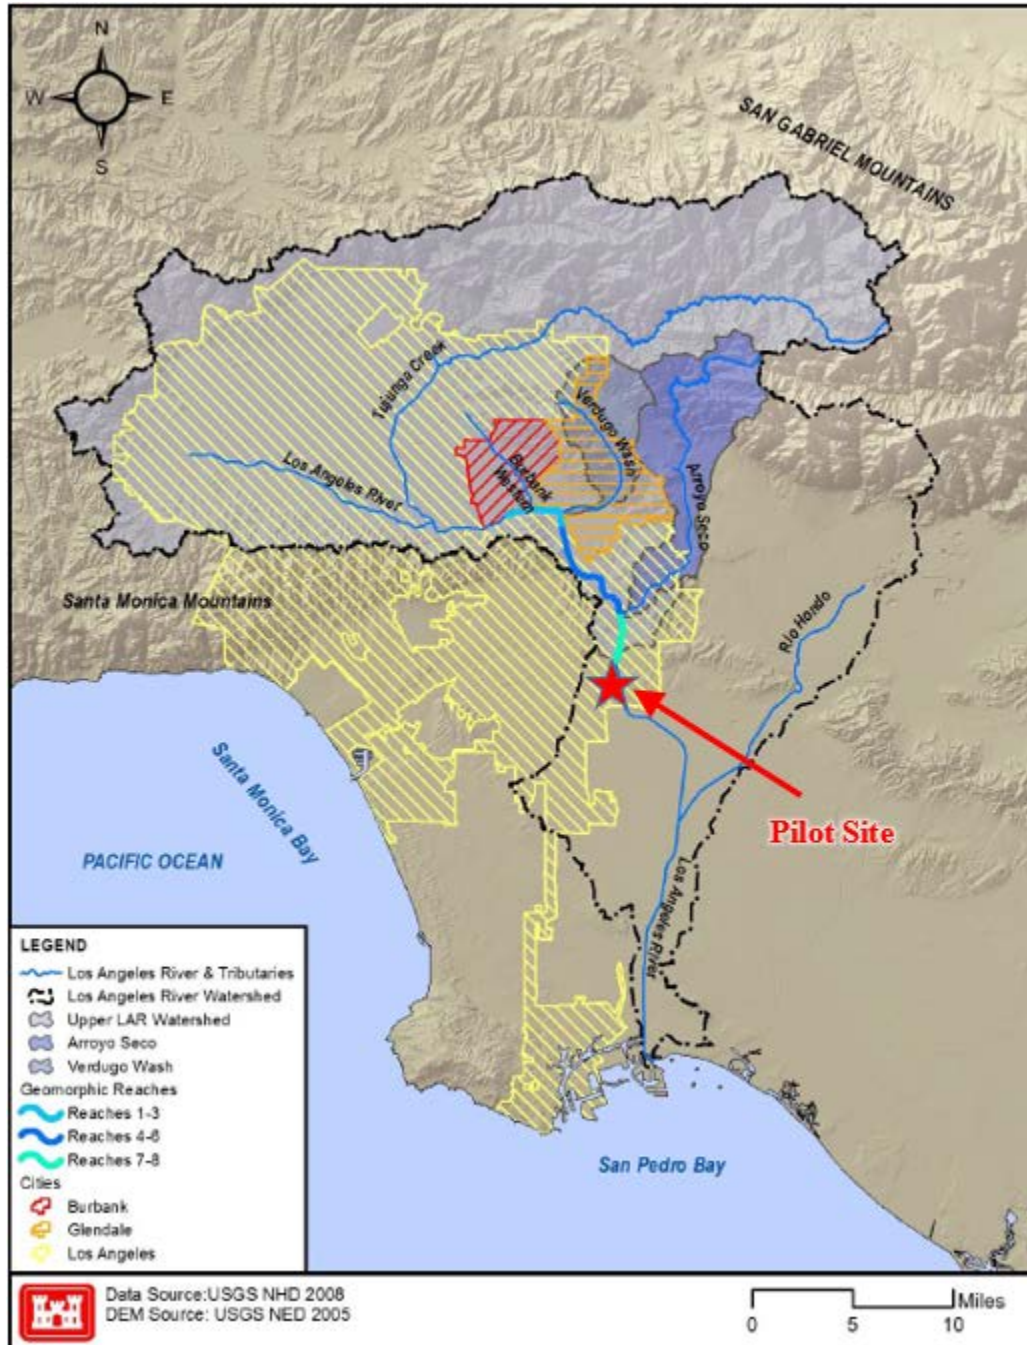 N
W
E
S
SAN GABRIEL MOUNTAINS
Tujunga Creek
Verdugo Wash
Los Angeles River
Burbank
Western
Arroyo Seco
Santa Monica Mountains
Rio Hondo
Santa Monica Bay
Pilot Site
PACIFIC OCEAN
Los Angeles River
San Pedro Bay
LEGEND
Los Angeles River & Tributaries
Los Angeles River Watershed
Upper LAR Watershed
Arroyo Seco
Verdugo Wash
Geomorphic Reaches
Reaches 1-3
Reaches 4-6
Reaches 7-8
Cities
Burbank
Glendale
Los Angeles
Data Source:USGS NHD 2008
DEM Source: USGS NED 2005
Miles
0 5 10